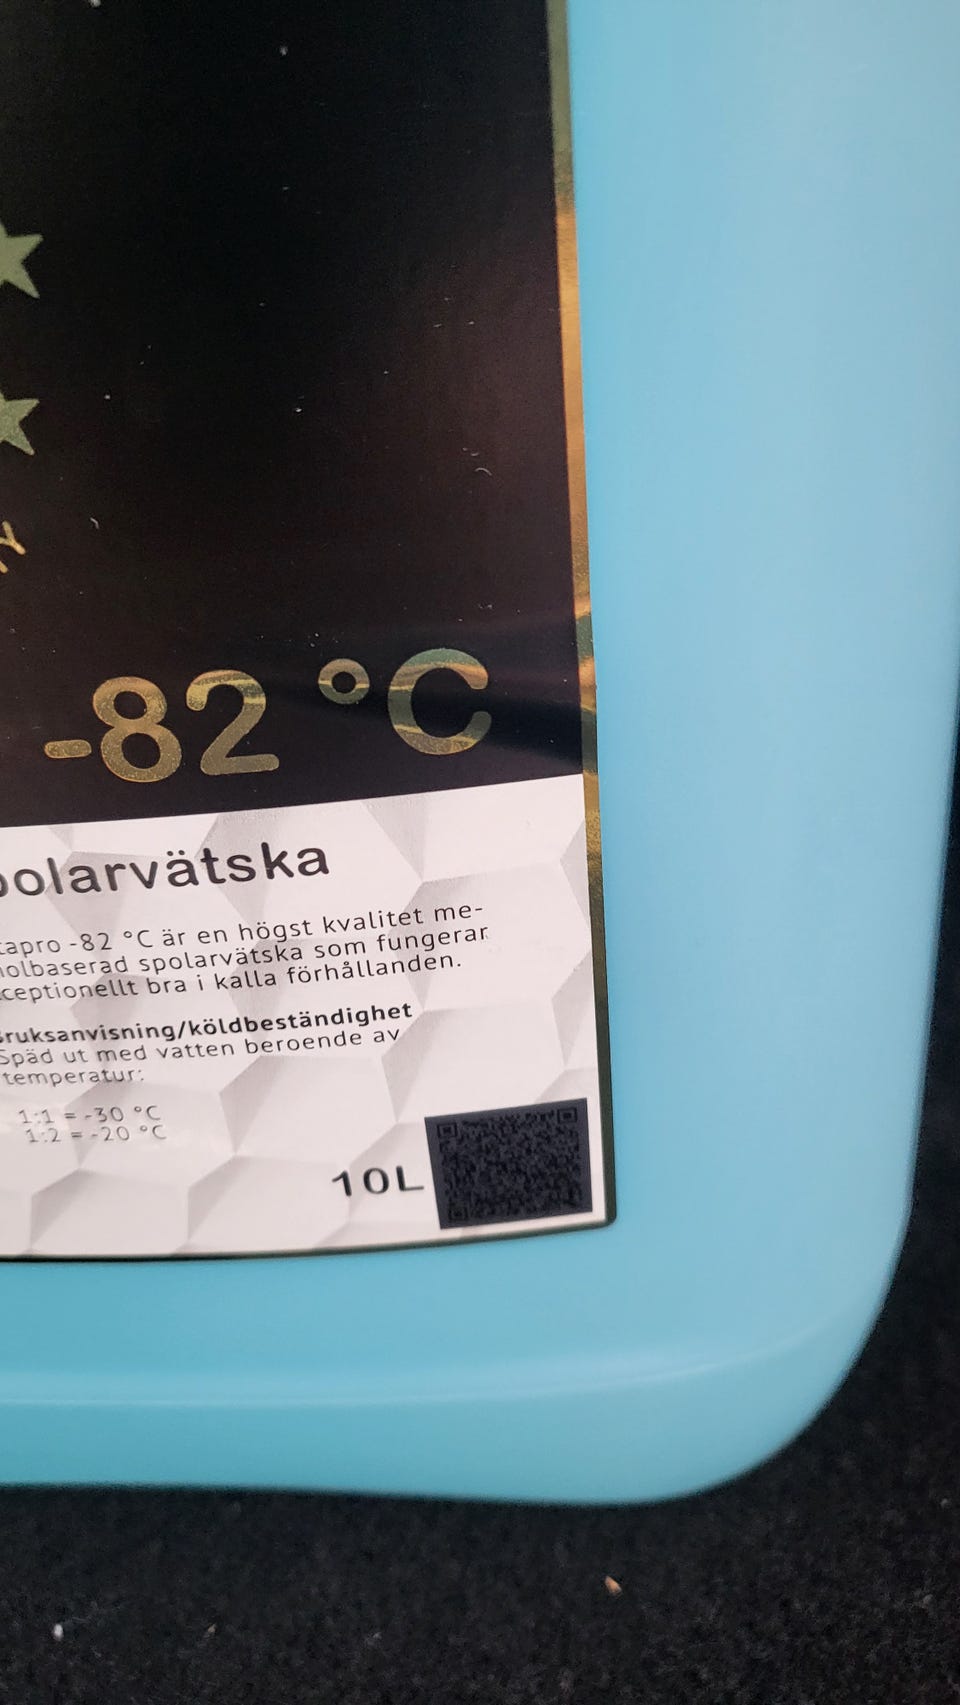 -82 °C
polarvätska
tapro -82 °C är en högst kvalitet me-
nolbaserad spolarvätska som fungerar
ceptionellt bra i kalla förhållanden.
ruksanvisning/köldbeständighet
Späd ut med vatten beroende av
temperatur:
1:1 = -30 °C
1:2 = -20 °C
10L